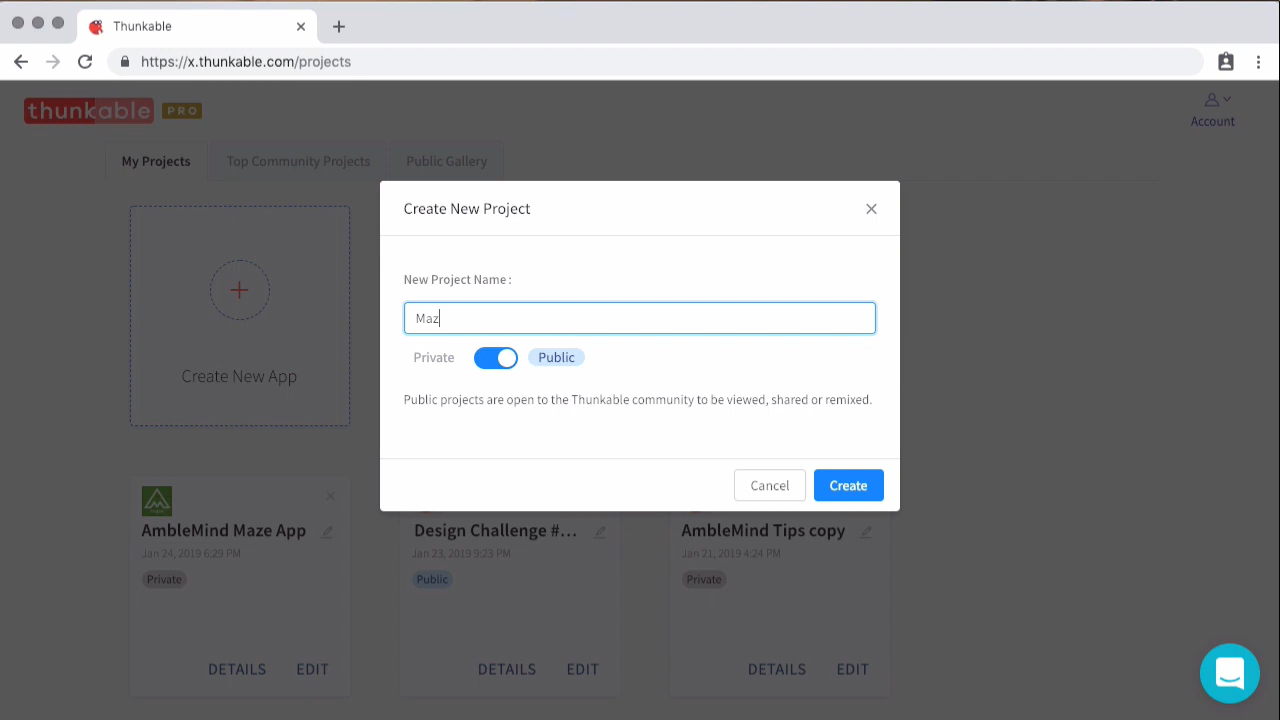 Thunkable
https://x.thunkable.com/projects
thunkable PRO
Account
My Projects
Top Community Projects
Public Gallery
Create New Project
New Project Name :
Maz
Private
Public
Public projects are open to the Thunkable community to be viewed, shared or remixed.
Cancel
Create
Create New App
AmbleMind Maze App
Jan 24, 2019 6:29 PM
Private
DETAILS EDIT
Design Challenge #...
Jan 23, 2019 9:23 PM
Public
DETAILS EDIT
AmbleMind Tips copy
Jan 21, 2019 4:24 PM
Private
DETAILS EDIT